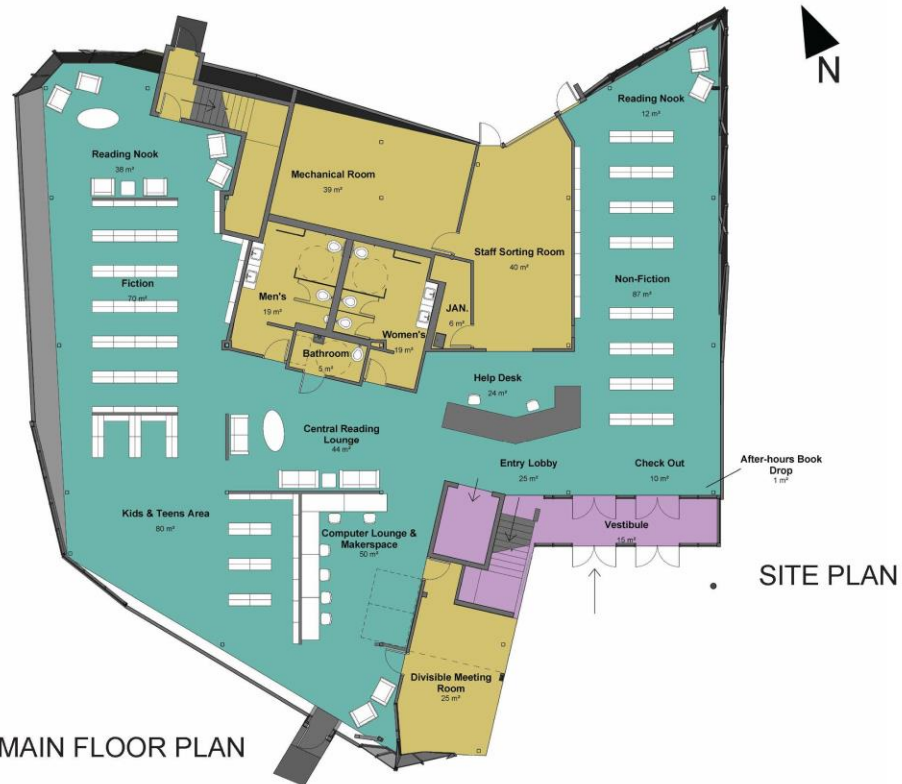 N
Reading Nook
12 m²
Reading Nook
38 m²
Mechanical Room
39 m²
Staff Sorting Room
40 m²
Fiction
70 m²
Non-Fiction
87 m²
Men's
19 m²
JAN.
6 m²
Women's
19 m²
Bathroom
5 m²
Help Desk
24 m²
Central Reading
Lounge
44 m²
Entry Lobby
25 m²
Check Out
10 m²
After-hours Book
Drop
1 m²
Kids & Teens Area
80 m²
Computer Lounge &
Makerspace
50 m²
Vestibule
15 m²
SITE PLAN
Divisible Meeting
Room
25 m²
MAIN FLOOR PLAN